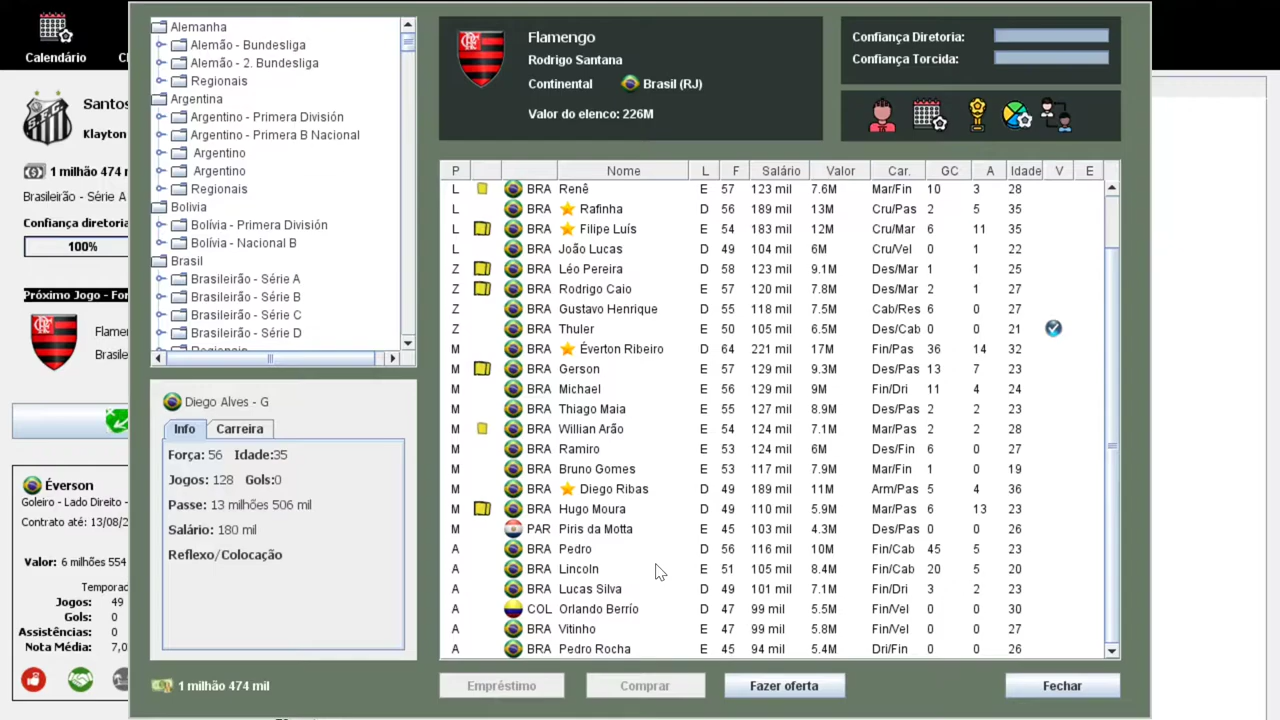 Calendário
C
Santos
Klayton
1 milhão 474 m
Brasileirão - Série A
Confiança diretoria:
100%
Próximo Jogo - For
Flame
Brasile
Éverson
Goleiro - Lado Direito -
Contrato até: 13/08/2
Valor: 6 milhões 554
Temporad
Jogos: 49
Gols: 0
Assistências: 0
Nota Média: 7,0
Alemanha
Alemão - Bundesliga
Alemão - 2. Bundesliga
Regionais
Argentina
Argentino - Primera División
Argentino - Primera B Nacional
Argentino
Argentino
Regionais
Bolivia
Bolívia - Primera División
Bolívia - Nacional B
Brasil
Brasileirão - Série A
Brasileirão - Série B
Brasileirão - Série C
Brasileirão - Série D
Regionais
Diego Alves - G
Info Carreira
Força: 56 Idade:35
Jogos: 128 Gols:0
Passe: 13 milhões 506 mil
Salário: 180 mil
Reflexo/Colocação
1 milhão 474 mil
Flamengo
Rodrigo Santana
Continental Brasil (RJ)
Valor do elenco: 226M
Confiança Diretoria:
Confiança Torcida:
P Nome L F Salário Valor Car. GC A Idade V E
L BRA Renê E 57 123 mil 7.6M Mar/Fin 10 3 28
L BRA Rafinha D 56 189 mil 13M Cru/Pas 2 5 35
L BRA Filipe Luís E 54 183 mil 12M Cru/Mar 6 11 35
L BRA João Lucas D 49 104 mil 6M Cru/Vel 0 1 22
Z BRA Léo Pereira D 58 123 mil 9.1M Des/Mar 1 1 25
Z BRA Rodrigo Caio D 57 120 mil 7.8M Des/Mar 2 1 27
Z BRA Gustavo Henrique D 55 118 mil 7.5M Cab/Res 6 0 27
Z BRA Thuler E 50 105 mil 6.5M Des/Cab 0 0 21
M BRA Éverton Ribeiro D 64 221 mil 17M Fin/Pas 36 14 32
M BRA Gerson E 57 129 mil 9.3M Des/Pas 13 7 23
M BRA Michael E 56 129 mil 9M Fin/Dri 11 4 24
M BRA Thiago Maia E 55 127 mil 8.9M Des/Pas 2 2 23
M BRA Willian Arão E 54 124 mil 7.1M Mar/Pas 2 2 28
M BRA Ramiro E 53 124 mil 6M Des/Fin 6 0 27
M BRA Bruno Gomes E 53 117 mil 7.9M Mar/Fin 1 0 19
M BRA Diego Ribas D 49 189 mil 11M Arm/Pas 5 4 36
M BRA Hugo Moura D 49 110 mil 5.9M Mar/Pas 6 13 23
M PAR Piris da Motta E 45 103 mil 4.3M Des/Pas 0 0 26
A BRA Pedro D 56 116 mil 10M Fin/Cab 45 5 23
A BRA Lincoln E 51 105 mil 8.4M Fin/Cab 20 5 20
A BRA Lucas Silva D 49 101 mil 7.1M Fin/Dri 3 2 23
A COL Orlando Berrío D 47 99 mil 5.5M Fin/Vel 0 0 30
A BRA Vitinho E 47 99 mil 5.8M Fin/Vel 0 0 27
A BRA Pedro Rocha E 45 94 mil 5.4M Dri/Fin 0 0 26
Empréstimo Comprar Fazer oferta Fechar